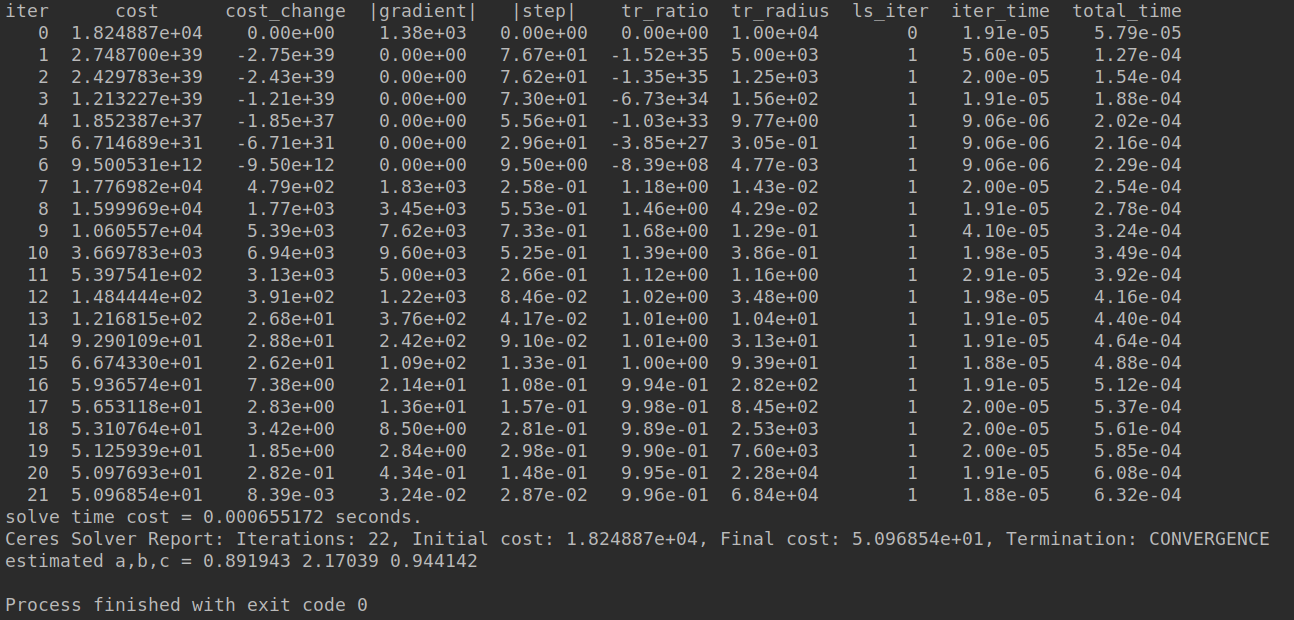 iter      cost      cost_change  |gradient|   |step|    tr_ratio  tr_radius  ls_iter  iter_time  total_time
   0  1.824887e+04    0.00e+00    1.38e+03   0.00e+00   0.00e+00  1.00e+04        0    1.91e-05    5.79e-05
   1  2.748700e+39   -2.75e+39    0.00e+00   7.67e+01  -1.52e+35  5.00e+03        1    5.60e-05    1.27e-04
   2  2.429783e+39   -2.43e+39    0.00e+00   7.62e+01  -1.35e+35  1.25e+03        1    2.00e-05    1.54e-04
   3  1.213227e+39   -1.21e+39    0.00e+00   7.30e+01  -6.73e+34  1.56e+02        1    1.91e-05    1.88e-04
   4  1.852387e+37   -1.85e+37    0.00e+00   5.56e+01  -1.03e+33  9.77e+00        1    9.06e-06    2.02e-04
   5  6.714689e+31   -6.71e+31    0.00e+00   2.96e+01  -3.85e+27  3.05e-01        1    9.06e-06    2.16e-04
   6  9.500531e+12   -9.50e+12    0.00e+00   9.50e+00  -8.39e+08  4.77e-03        1    9.06e-06    2.29e-04
   7  1.776982e+04    4.79e+02    1.83e+03   2.58e-01   1.18e+00  1.43e-02        1    2.00e-05    2.54e-04
   8  1.599969e+04    1.77e+03    3.45e+03   5.53e-01   1.46e+00  4.29e-02        1    1.91e-05    2.78e-04
   9  1.060557e+04    5.39e+03    7.62e+03   7.33e-01   1.68e+00  1.29e-01        1    4.10e-05    3.24e-04
  10  3.669783e+03    6.94e+03    9.60e+03   5.25e-01   1.39e+00  3.86e-01        1    1.98e-05    3.49e-04
  11  5.397541e+02    3.13e+03    5.00e+03   2.66e-01   1.12e+00  1.16e+00        1    2.91e-05    3.92e-04
  12  1.484444e+02    3.91e+02    1.22e+03   8.46e-02   1.02e+00  3.48e+00        1    1.98e-05    4.16e-04
  13  1.216815e+02    2.68e+01    3.76e+02   4.17e-02   1.01e+00  1.04e+01        1    1.91e-05    4.40e-04
  14  9.290109e+01    2.88e+01    2.42e+02   9.10e-02   1.01e+00  3.13e+01        1    1.91e-05    4.64e-04
  15  6.674330e+01    2.62e+01    1.09e+02   1.33e-01   1.00e+00  9.39e+01        1    1.88e-05    4.88e-04
  16  5.936574e+01    7.38e+00    2.14e+01   1.08e-01   9.94e-01  2.82e+02        1    1.91e-05    5.12e-04
  17  5.653118e+01    2.83e+00    1.36e+01   1.57e-01   9.98e-01  8.45e+02        1    2.00e-05    5.37e-04
  18  5.310764e+01    3.42e+00    8.50e+00   2.81e-01   9.89e-01  2.53e+03        1    2.00e-05    5.61e-04
  19  5.125939e+01    1.85e+00    2.84e+00   2.98e-01   9.90e-01  7.60e+03        1    2.00e-05    5.85e-04
  20  5.097693e+01    2.82e-01    4.34e-01   1.48e-01   9.95e-01  2.28e+04        1    1.91e-05    6.08e-04
  21  5.096854e+01    8.39e-03    3.24e-02   2.87e-02   9.96e-01  6.84e+04        1    1.88e-05    6.32e-04
solve time cost = 0.000655172 seconds.
Ceres Solver Report: Iterations: 22, Initial cost: 1.824887e+04, Final cost: 5.096854e+01, Termination: CONVERGENCE
estimated a,b,c = 0.891943 2.17039 0.944142
Process finished with exit code 0